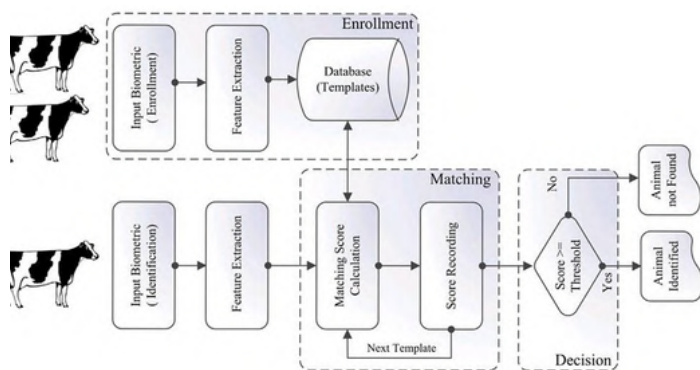 Enrollment
Input Biometric
( Enrollment)
Feature Extraction
Database
(Templates)
Matching
No
Animal
not Found
Input Biometric
( Identification)
Feature Extraction
Matching Score
Calculation
Score Recording
Score >=
Threshold
Yes
Animal
Identified
Next Template
Decision